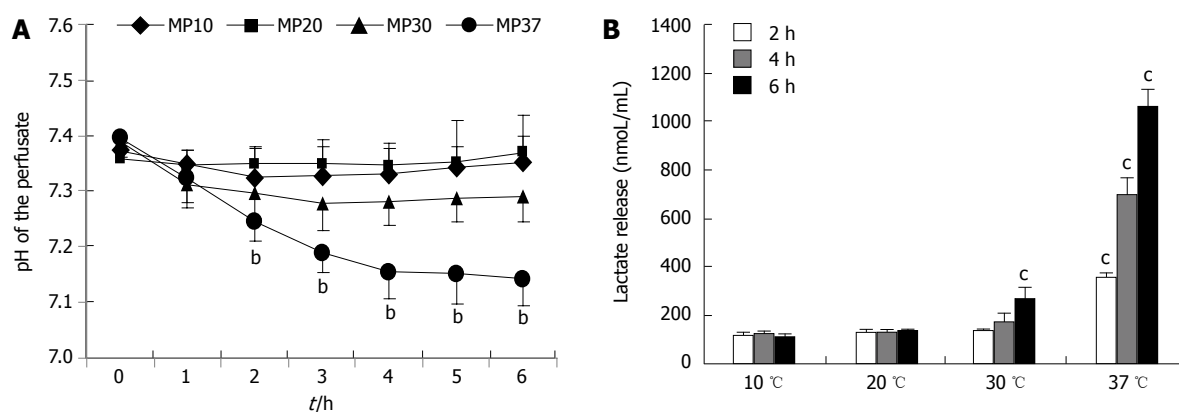 A
MP10 MP20 MP30 MP37
pH of the perfusate
7.6
7.5
7.4
7.3
7.2
7.1
7.0
b
b
b b b
0 1 2 3 4 5 6
t/h
B
2 h
4 h
6 h
Lactate release (nmoL/mL)
1400
1200
1000
800
600
400
200
0
c
c
c
c
10 ℃ 20 ℃ 30 ℃ 37 ℃